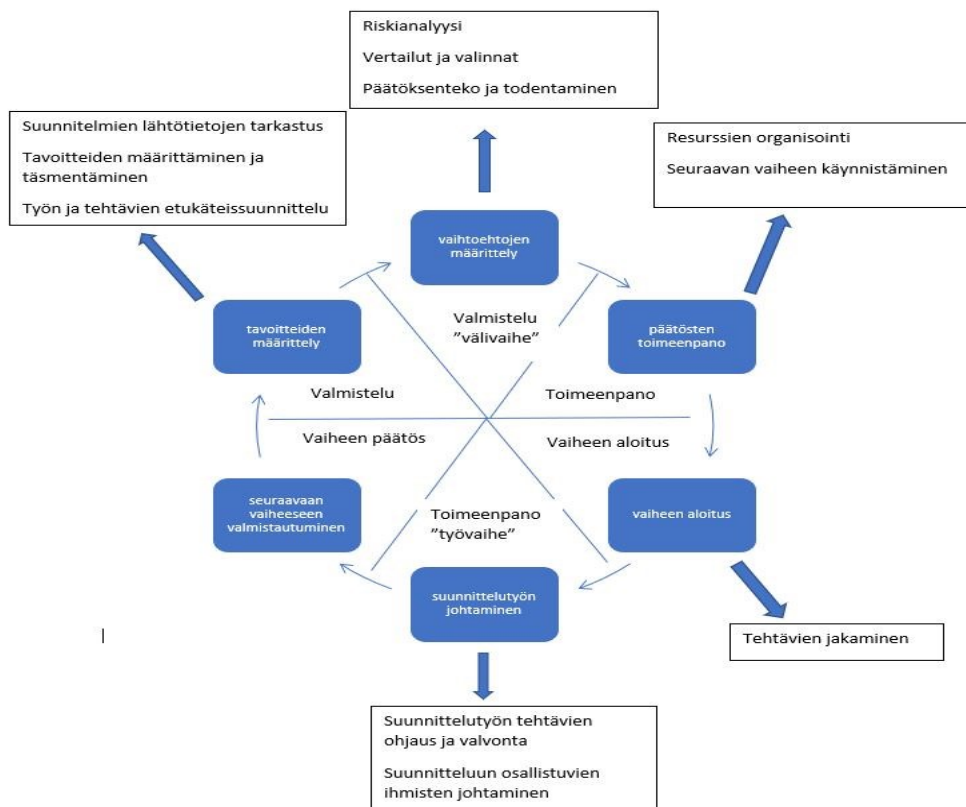 Riskianalyysi
Vertailut ja valinnat
Päätöksenteko ja todentaminen
Suunnitelmien lähtötietojen tarkastus
Tavoitteiden määrittäminen ja
täsmentäminen
Työn ja tehtävien etukäteissuunnittelu
Resurssien organisointi
Seuraavan vaiheen käynnistäminen
vaihtoehtojen
määrittely
tavoitteiden
määrittely
Valmistelu
”välivaihe”
päätösten
toimeenpano
Valmistelu
Toimeenpano
Vaiheen päätös
Vaiheen aloitus
seuraavaan
vaiheeseen
valmistautuminen
Toimeenpano
”työvaihe”
vaiheen aloitus
suunnittelutyön
johtaminen
Tehtävien jakaminen
Suunnittelutyön tehtävien
ohjaus ja valvonta
Suunnitteluun osallistuvien
ihmisten johtaminen